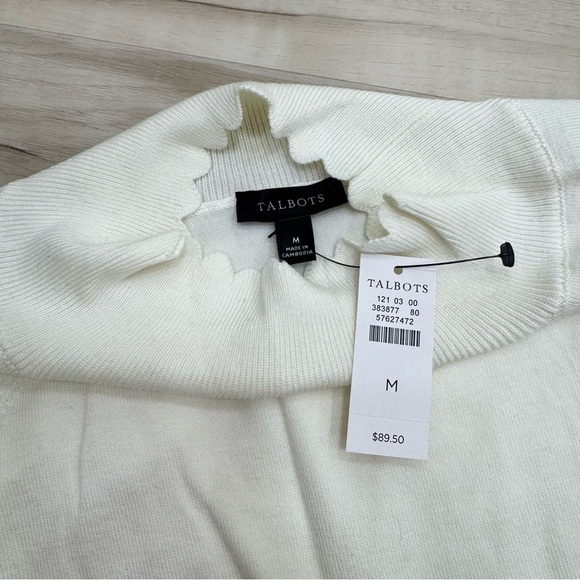 TALBOTS
M
MADE IN
CAMBODIA
TALBOTS
121 03 00
383877 80
57627472
M
$89.50